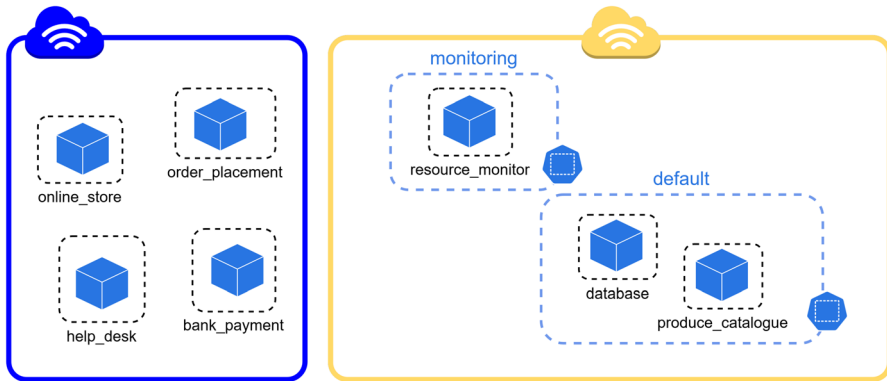 order_placement
online_store
help_desk
bank_payment
monitoring
resource_monitor
default
database
produce_catalogue